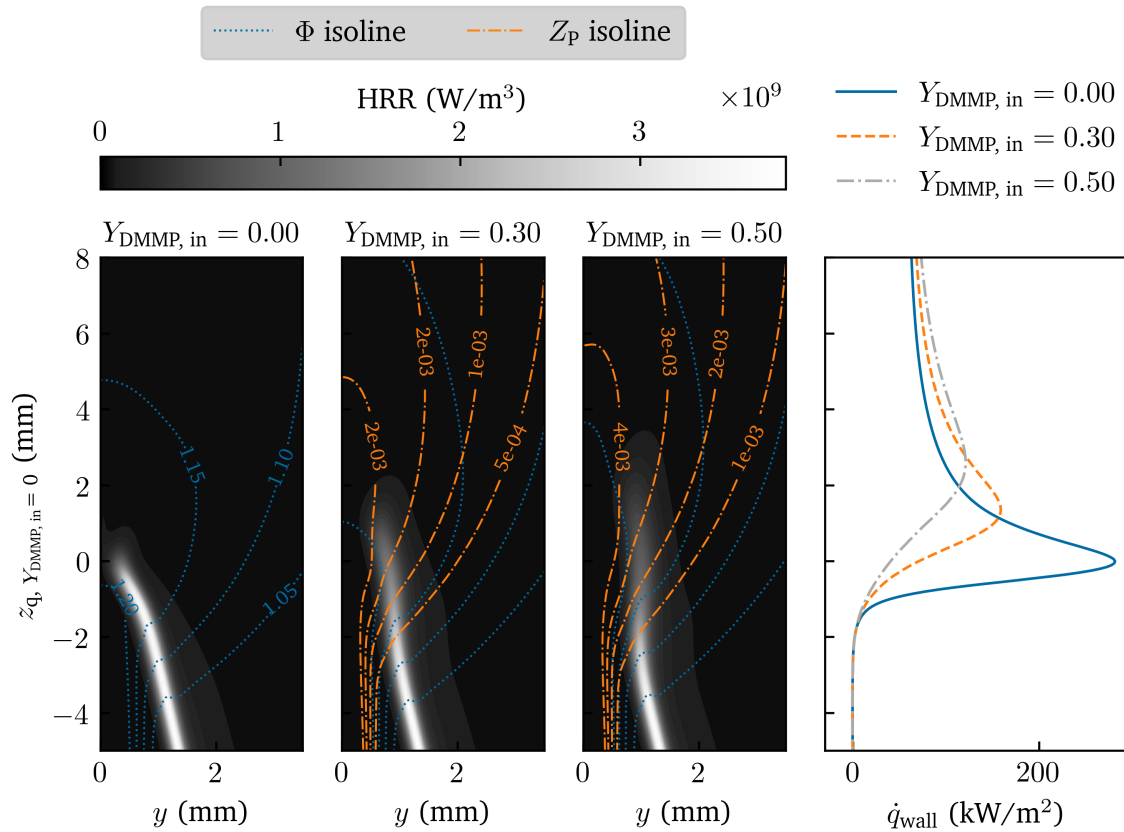 Φ isoline
Z_P isoline
HRR (W/m³)
×10⁹
0 1 2 3
Y_DMMP, in = 0.00
Y_DMMP, in = 0.30
Y_DMMP, in = 0.50
Y_DMMP, in = 0.00 Y_DMMP, in = 0.30 Y_DMMP, in = 0.50
z_q, Y_DMMP, in = 0 (mm)
8
6
4
2
0
−2
−4
1.15
1.10
1.20
1.05
2e-03
1e-03
2e-03
5e-04
3e-03
2e-03
4e-03
1e-03
0 2
0 2
0 2
0 200
y (mm)
y (mm)
y (mm)
q̇_wall (kW/m²)